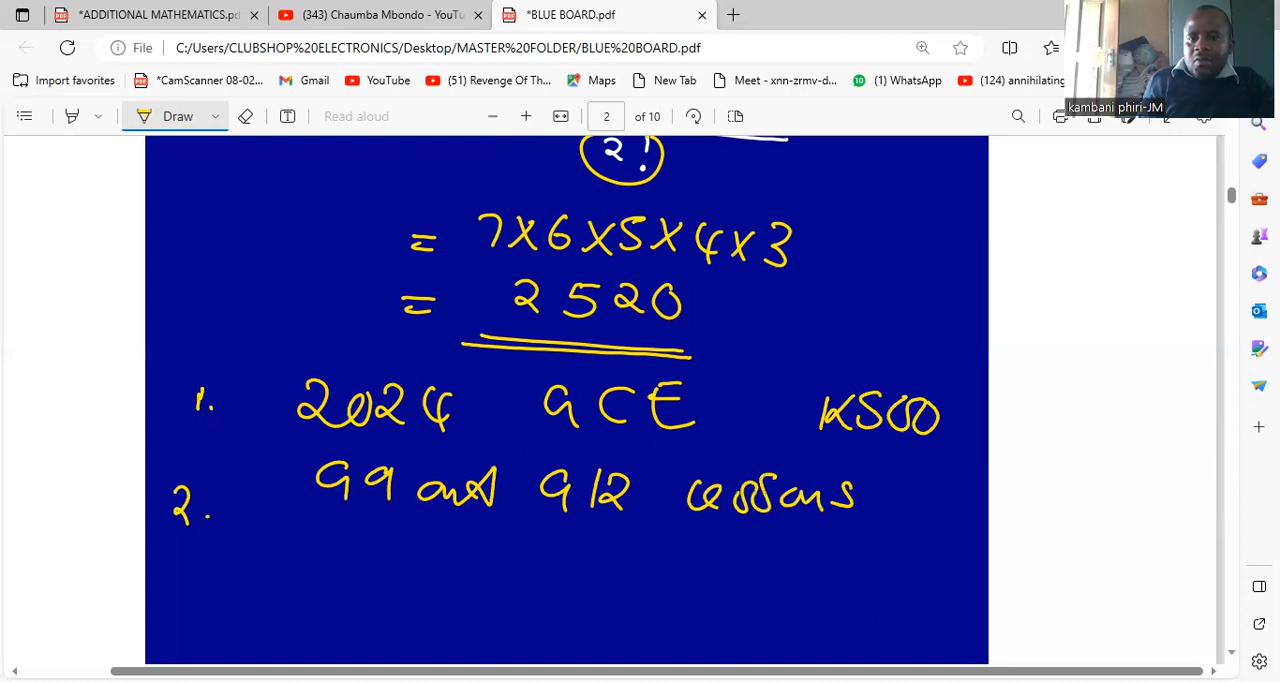 *ADDITIONAL MATHEMATICS.pd
(343) Chaumba Mbondo - YouTu
*BLUE BOARD.pdf
File
C:/Users/CLUBSHOP%20ELECTRONICS/Desktop/MASTER%20FOLDER/BLUE%20BOARD.pdf
Import favorites
*CamScanner 08-02...
Gmail
YouTube
(51) Revenge Of Th...
Maps
New Tab
Meet - xnn-zrmv-d...
(1) WhatsApp
(124) annihilating
kambani phiri-JM
Draw
Read aloud
2 of 10
2!
= 7×6×5×4×3
= 2520
1. 2024 GCE K500
2. G9 and G12 lessons